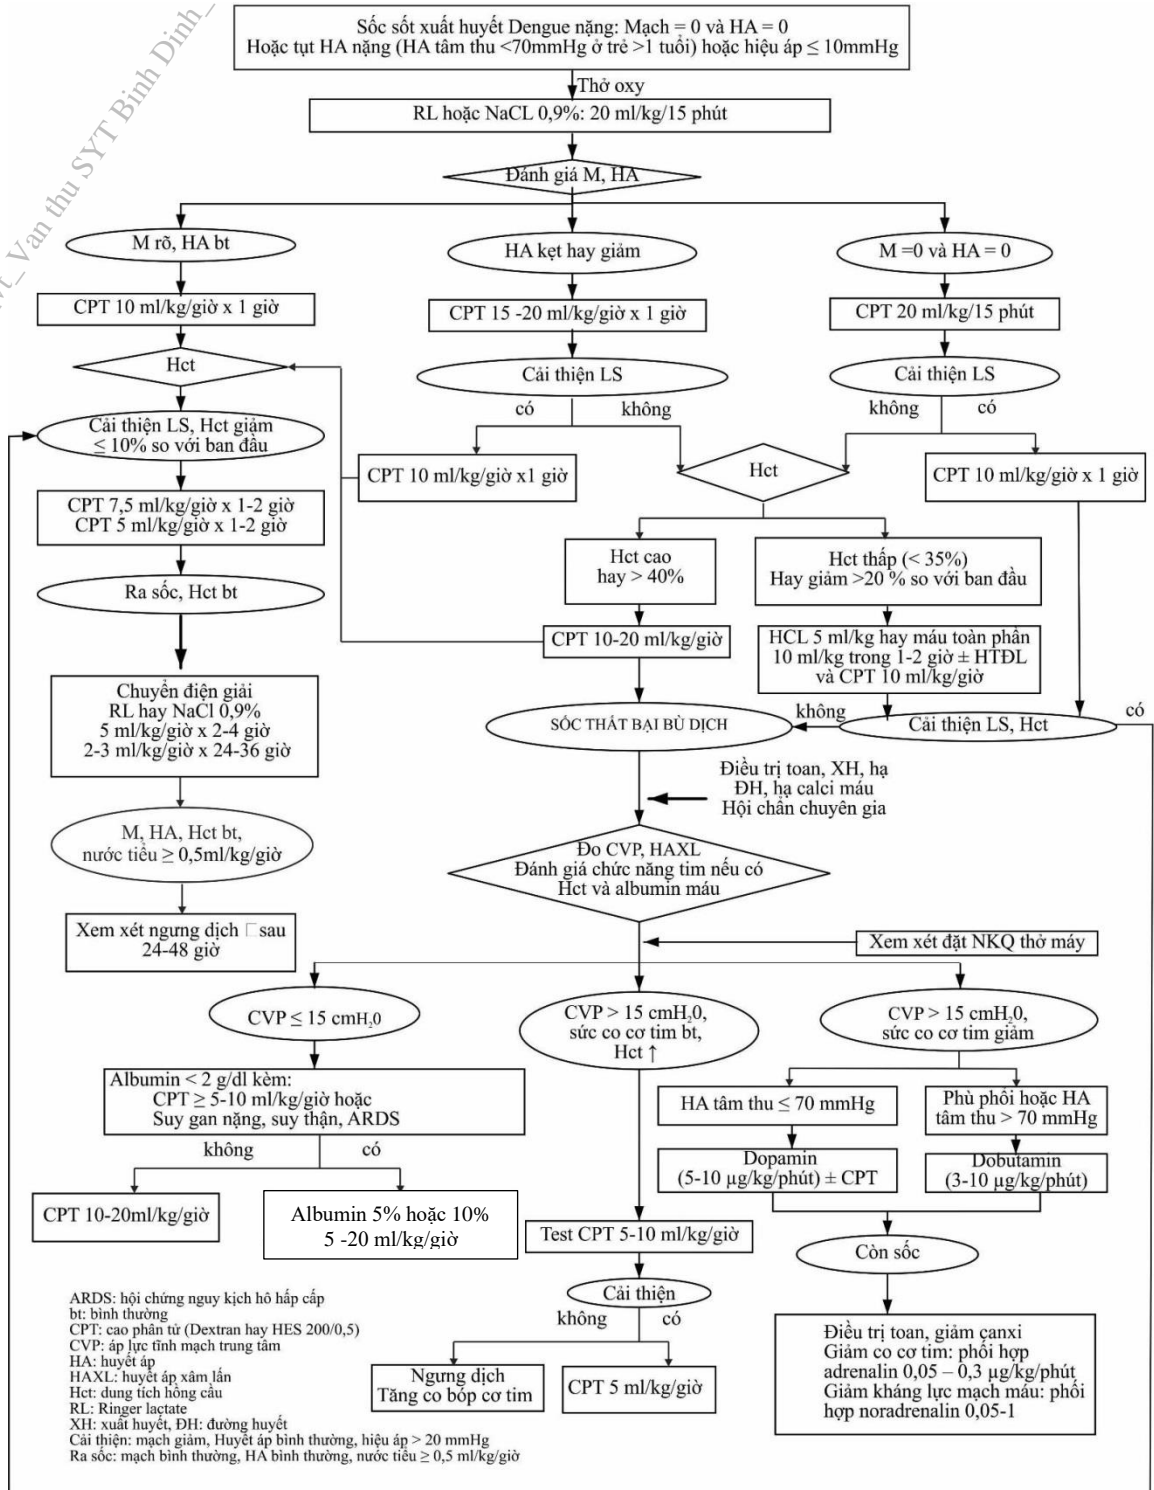 Sốc sốt xuất huyết Dengue nặng: Mạch = 0 và HA = 0
Hoặc tụt HA nặng (HA tâm thu <70mmHg ở trẻ >1 tuổi) hoặc hiệu áp ≤ 10mmHg
Thở oxy
RL hoặc NaCL 0,9%: 20 ml/kg/15 phút
Van thu SYT Binh Dinh_
Đánh giá M, HA
M rõ, HA bt
HA kẹt hay giảm
M =0 và HA = 0
CPT 10 ml/kg/giờ x 1 giờ
CPT 15 -20 ml/kg/giờ x 1 giờ
CPT 20 ml/kg/15 phút
Hct
Cải thiện LS
Cải thiện LS
có
không
không
có
Cải thiện LS, Hct giảm
≤ 10% so với ban đầu
CPT 10 ml/kg/giờ x1 giờ
Hct
CPT 10 ml/kg/giờ x 1 giờ
CPT 7,5 ml/kg/giờ x 1-2 giờ
CPT 5 ml/kg/giờ x 1-2 giờ
Hct cao
hay > 40%
Hct thấp (< 35%)
Hay giảm >20 % so với ban đầu
Ra sốc, Hct bt
CPT 10-20 ml/kg/giờ
HCL 5 ml/kg hay máu toàn phần
10 ml/kg trong 1-2 giờ ± HTĐL
và CPT 10 ml/kg/giờ
Chuyển điện giải
RL hay NaCl 0,9%
5 ml/kg/giờ x 2-4 giờ
2-3 ml/kg/giờ x 24-36 giờ
SỐC THẤT BẠI BÙ DỊCH
không
Cải thiện LS, Hct
có
Điều trị toan, XH, hạ
ĐH, hạ calci máu
Hội chẩn chuyên gia
M, HA, Hct bt,
nước tiểu ≥ 0,5ml/kg/giờ
Đo CVP, HAXL
Đánh giá chức năng tim nếu có
Hct và albumin máu
Xem xét ngưng dịch □sau
24-48 giờ
Xem xét đặt NKQ thở máy
CVP ≤ 15 cmH₂0
CVP > 15 cmH₂0,
sức co cơ tim bt,
Hct ↑
CVP > 15 cmH₂0,
sức co cơ tim giảm
Albumin < 2 g/dl kèm:
CPT ≥ 5-10 ml/kg/giờ hoặc
Suy gan nặng, suy thận, ARDS
HA tâm thu ≤ 70 mmHg
Phù phổi hoặc HA
tâm thu > 70 mmHg
không
có
Dopamin
(5-10 µg/kg/phút) ± CPT
Dobutamin
(3-10 µg/kg/phút)
CPT 10-20ml/kg/giờ
Albumin 5% hoặc 10%
5 -20 ml/kg/giờ
Test CPT 5-10 ml/kg/giờ
Còn sốc
Cải thiện
không
có
Ngưng dịch
Tăng co bóp cơ tim
CPT 5 ml/kg/giờ
Điều trị toan, giảm canxi
Giảm co cơ tim: phối hợp
adrenalin 0,05 – 0,3 µg/kg/phút
Giảm kháng lực mạch máu: phối
hợp noradrenalin 0,05-1
ARDS: hội chứng nguy kịch hô hấp cấp
bt: bình thường
CPT: cao phân tử (Dextran hay HES 200/0,5)
CVP: áp lực tĩnh mạch trung tâm
HA: huyết áp
HAXL: huyết áp xâm lấn
Hct: dung tích hồng cầu
RL: Ringer lactate
XH: xuất huyết, ĐH: đường huyết
Cải thiện: mạch giảm, Huyết áp bình thường, hiệu áp > 20 mmHg
Ra sốc: mạch bình thường, HA bình thường, nước tiểu ≥ 0,5 ml/kg/giờ